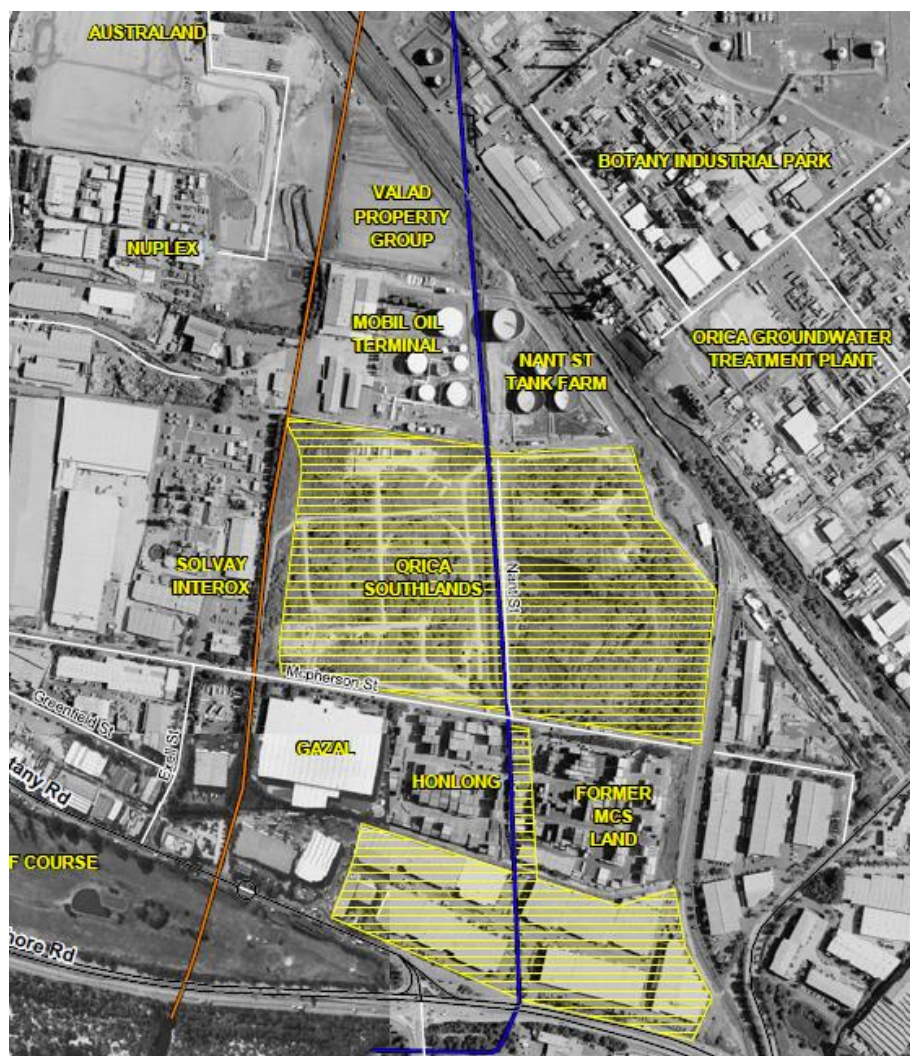 AUSTRALAND
BOTANY INDUSTRIAL PARK
VALAD
PROPERTY
GROUP
NUPLEX
MOBIL OIL
TERMINAL
ORICA GROUNDWATER
TREATMENT PLANT
NANT ST
TANK FARM
SOLVAY
INTEROX
ORICA
SOUTHLANDS
Nant St
Mcpherson St
Greenfield St
Exell St
GAZAL
HONLONG
FORMER
MCS
LAND
tany Rd
F COURSE
hore Rd